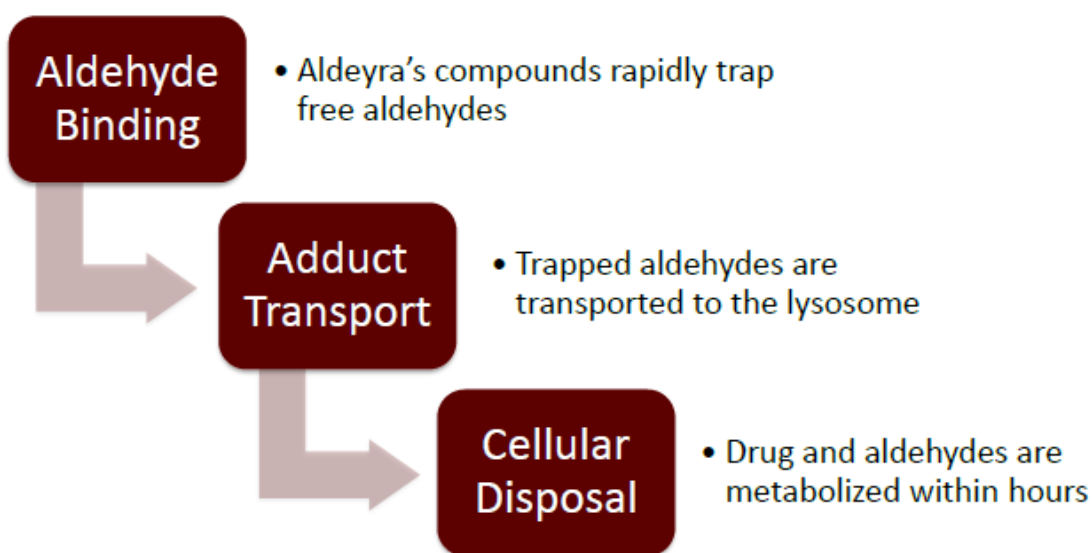 Aldehyde
Binding
• Aldeyra’s compounds rapidly trap
free aldehydes
Adduct
Transport
• Trapped aldehydes are
transported to the lysosome
Cellular
Disposal
• Drug and aldehydes are
metabolized within hours